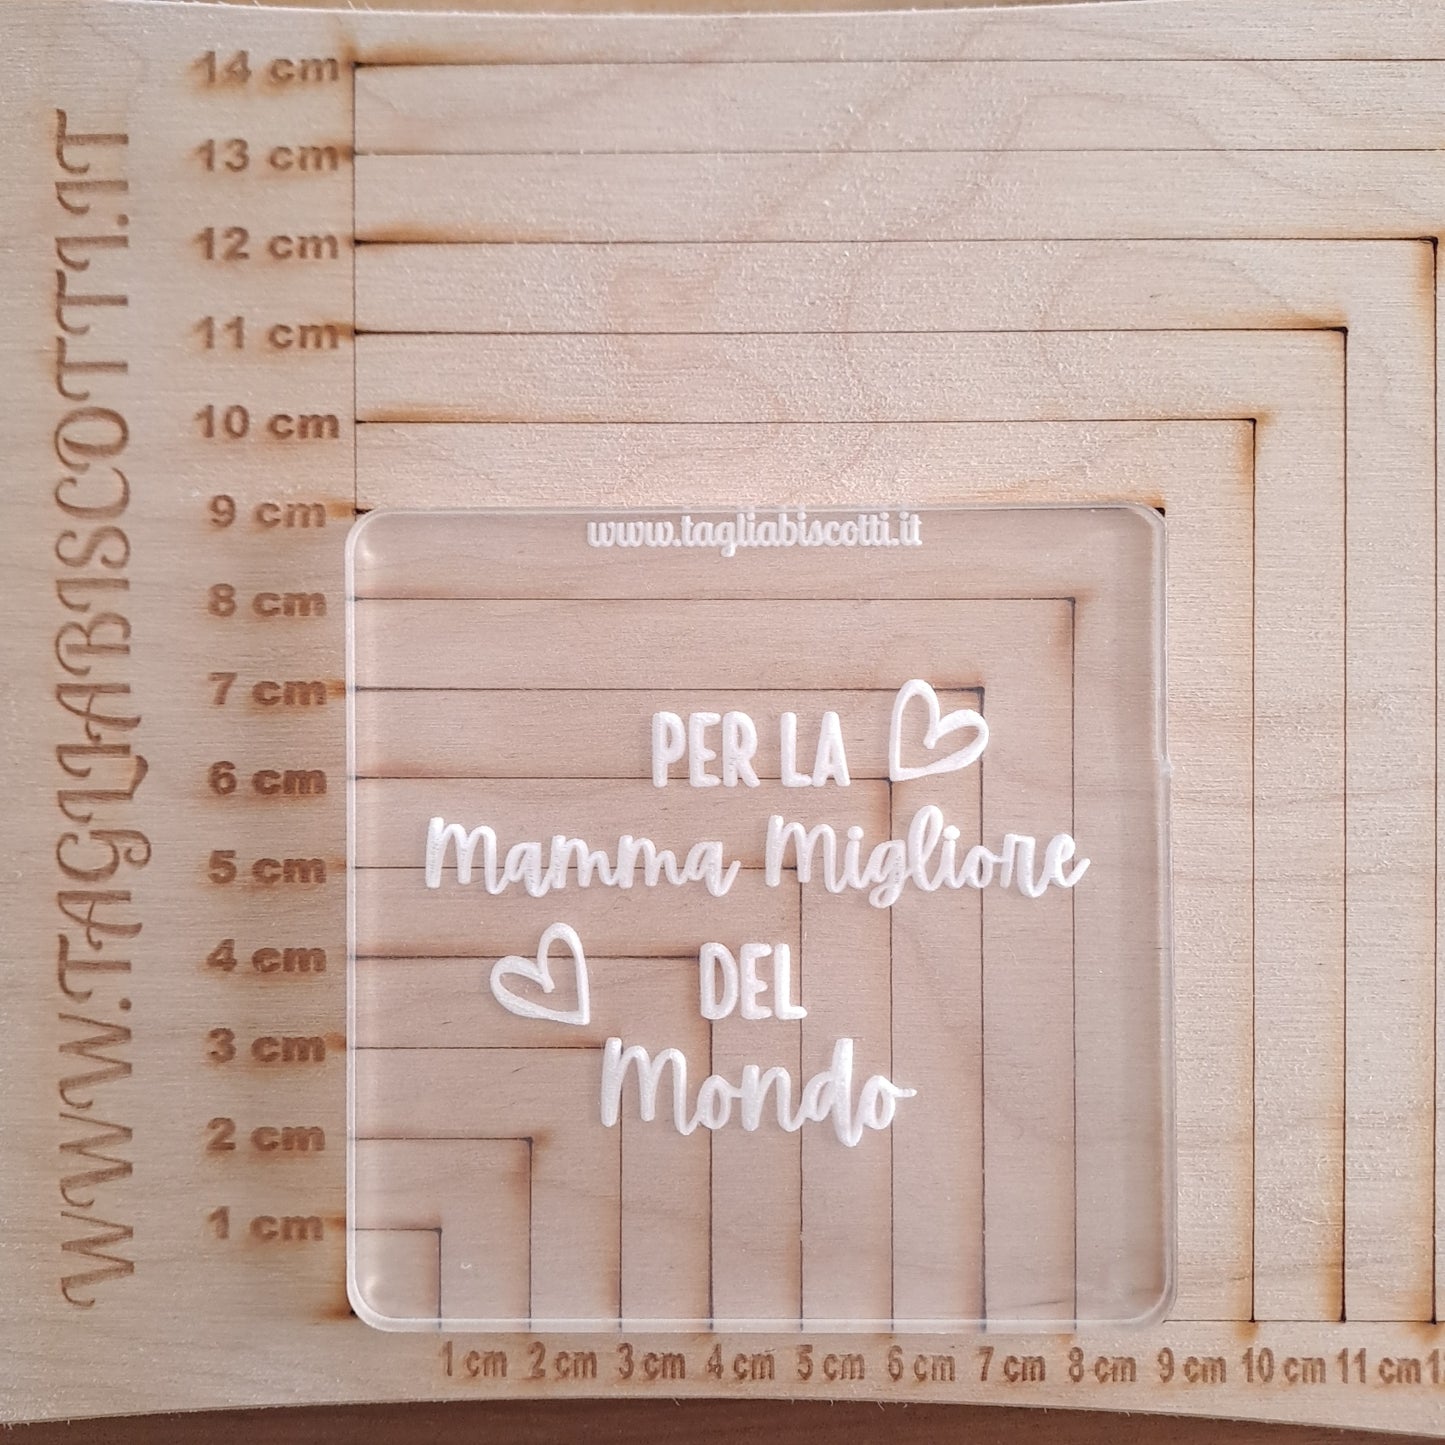 WWW.TAGLIABISCOTTI.IT
14 cm
13 cm
12 cm
11 cm
10 cm
9 cm
8 cm
7 cm
6 cm
5 cm
4 cm
3 cm
2 cm
1 cm
www.tagliabiscotti.it
PER LA
Mamma Migliore
DEL
Mondo
1 cm 2 cm 3 cm 4 cm 5 cm 6 cm 7 cm 8 cm 9 cm 10 cm 11 cm